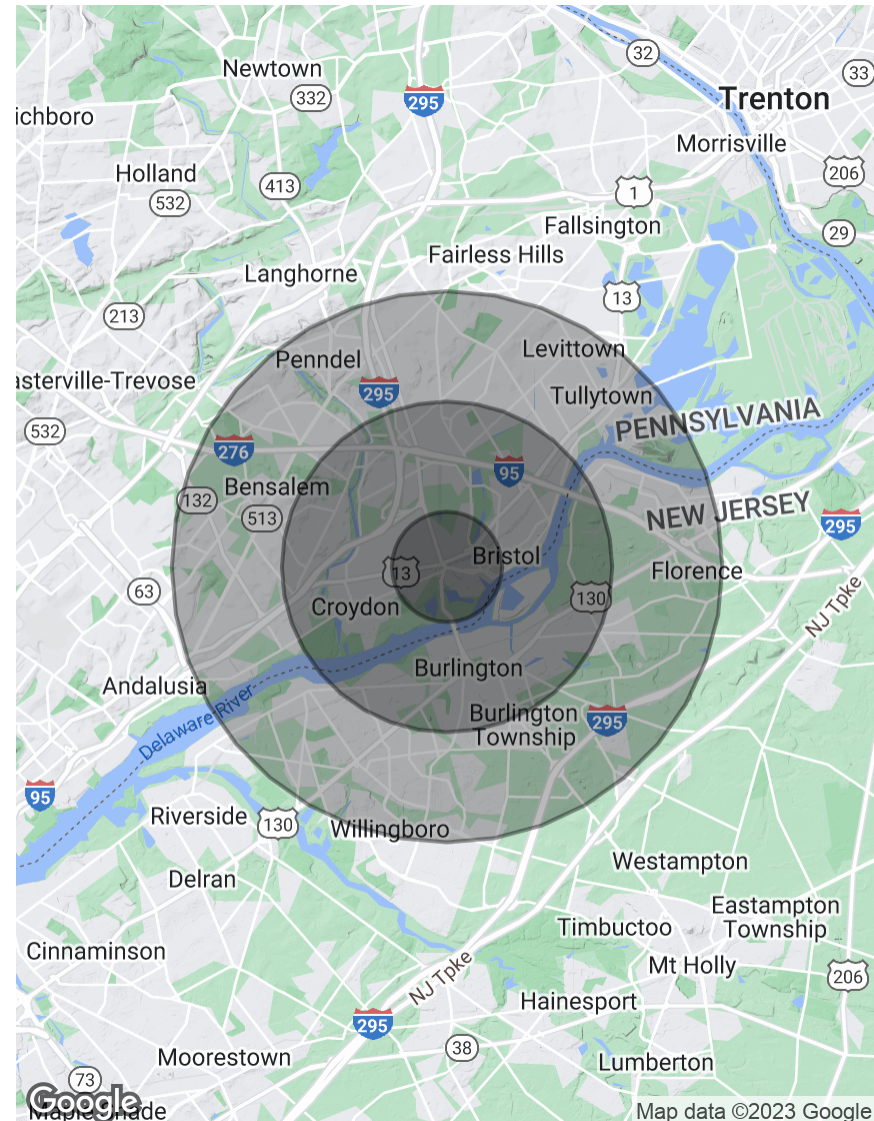 32
Newtown
33
Trenton
332
295
ichboro
Morrisville
Holland
206
413
1
532
Fallsington
29
Fairless Hills
Langhorne
13
213
Levittown
Penndel
asterville-Trevose
295
Tullytown
PENNSYLVANIA
532
276
95
Bensalem
132
NEW JERSEY
513
295
Bristol
13
Florence
63
130
Croydon
NJ Tpke
Burlington
Andalusia
Delaware River
Burlington
Township
295
95
Riverside
130
Willingboro
Westampton
Delran
Eastampton
Township
Timbuctoo
Cinnaminson
Mt Holly
206
NJ Tpke
Hainesport
295
38
Moorestown
Lumberton
73
Google
Maple Shade
Map data ©2023 Google